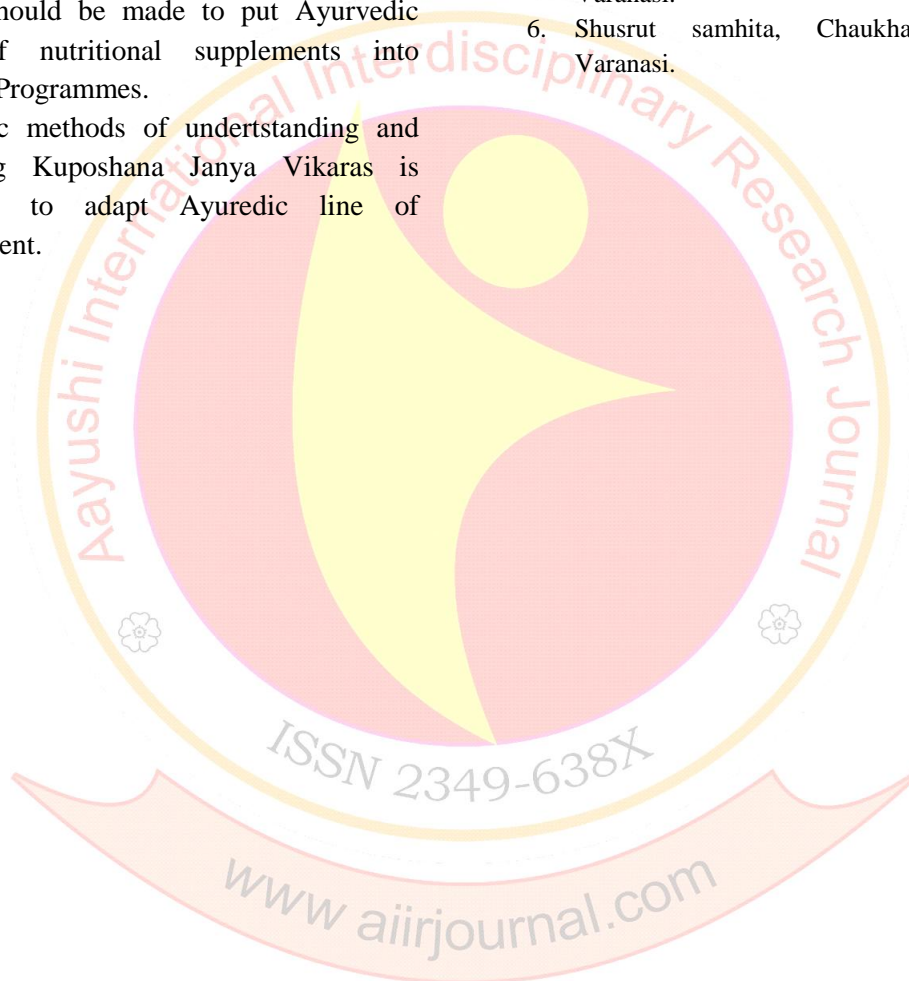 hould be made to put Ayurvedic
f nutritional supplements into
Programmes.
c methods of undertstanding and
g Kuposhana Janya Vikaras is
to adapt Ayuredic line of
ent.
Varanasi.
6. Shusrut samhita, Chaukha
Varanasi.
Aayushi International Interdisciplinary Research Journal
ISSN 2349-638X
www aiirjournal.com